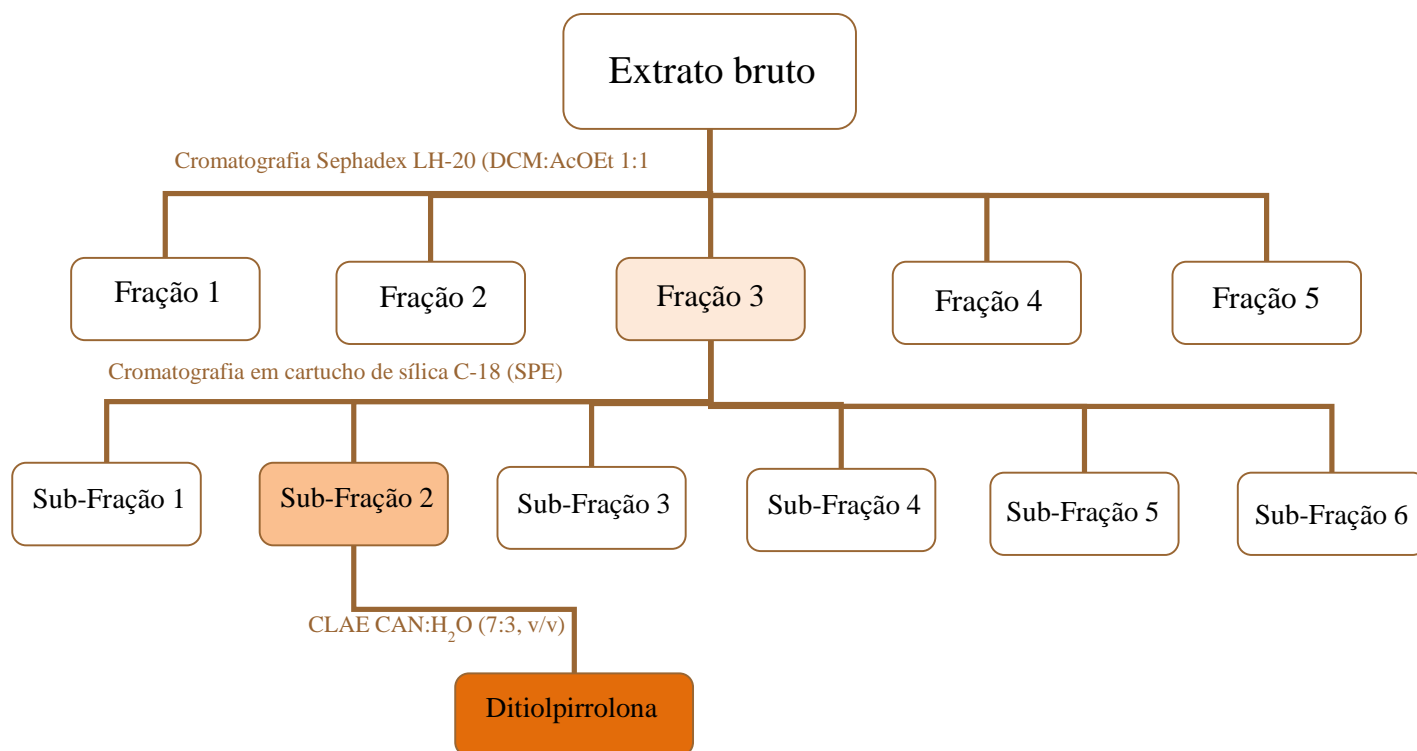 Extrato bruto
Cromatografia Sephadex LH-20 (DCM:AcOEt 1:1
Fração 1
Fração 2
Fração 3
Fração 4
Fração 5
Cromatografia em cartucho de sílica C-18 (SPE)
Sub-Fração 1
Sub-Fração 2
Sub-Fração 3
Sub-Fração 4
Sub-Fração 5
Sub-Fração 6
CLAE CAN:H₂O (7:3, v/v)
Ditiolpirrolona